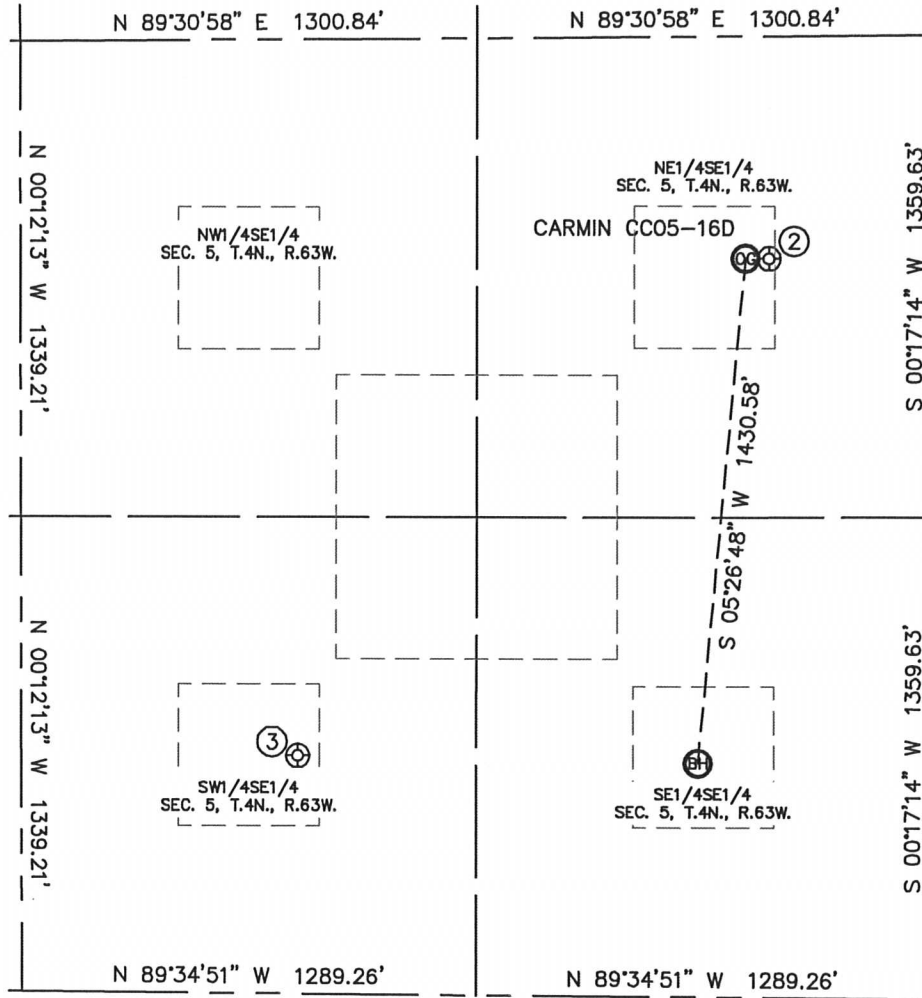 N 89°30'58" E 1300.84'
N 89°30'58" E 1300.84'
N 00°12'13" W 1339.21'
NW1/4SE1/4
SEC. 5, T.4N., R.63W.
NE1/4SE1/4
SEC. 5, T.4N., R.63W.
CARMIN CC05-16D
OG
2
S 00°17'14" W 1359.63'
S 05°26'48" W 1430.58'
N 00°12'13" W 1339.21'
3
SW1/4SE1/4
SEC. 5, T.4N., R.63W.
BH
SE1/4SE1/4
SEC. 5, T.4N., R.63W.
S 00°17'14" W 1359.63'
N 89°34'51" W 1289.26'
N 89°34'51" W 1289.26'